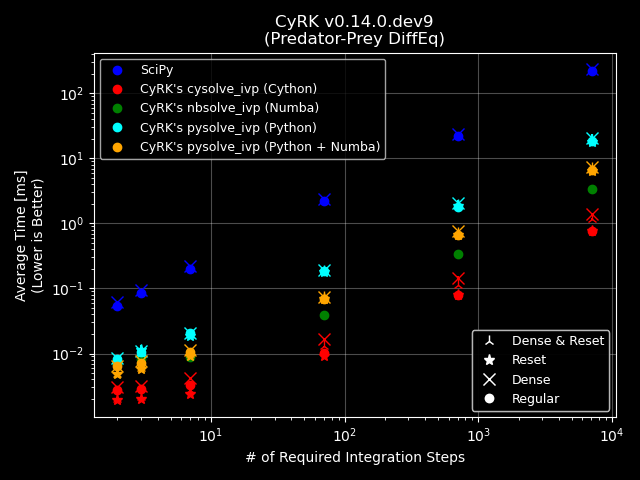 CyRK v0.14.0.dev9
(Predator-Prey DiffEq)
SciPy
CyRK's cysolve_ivp (Cython)
CyRK's nbsolve_ivp (Numba)
CyRK's pysolve_ivp (Python)
CyRK's pysolve_ivp (Python + Numba)
Average Time [ms]
(Lower is Better)
10²
10¹
10⁰
10⁻¹
10⁻²
Dense & Reset
Reset
Dense
Regular
10¹ 10² 10³ 10⁴
# of Required Integration Steps